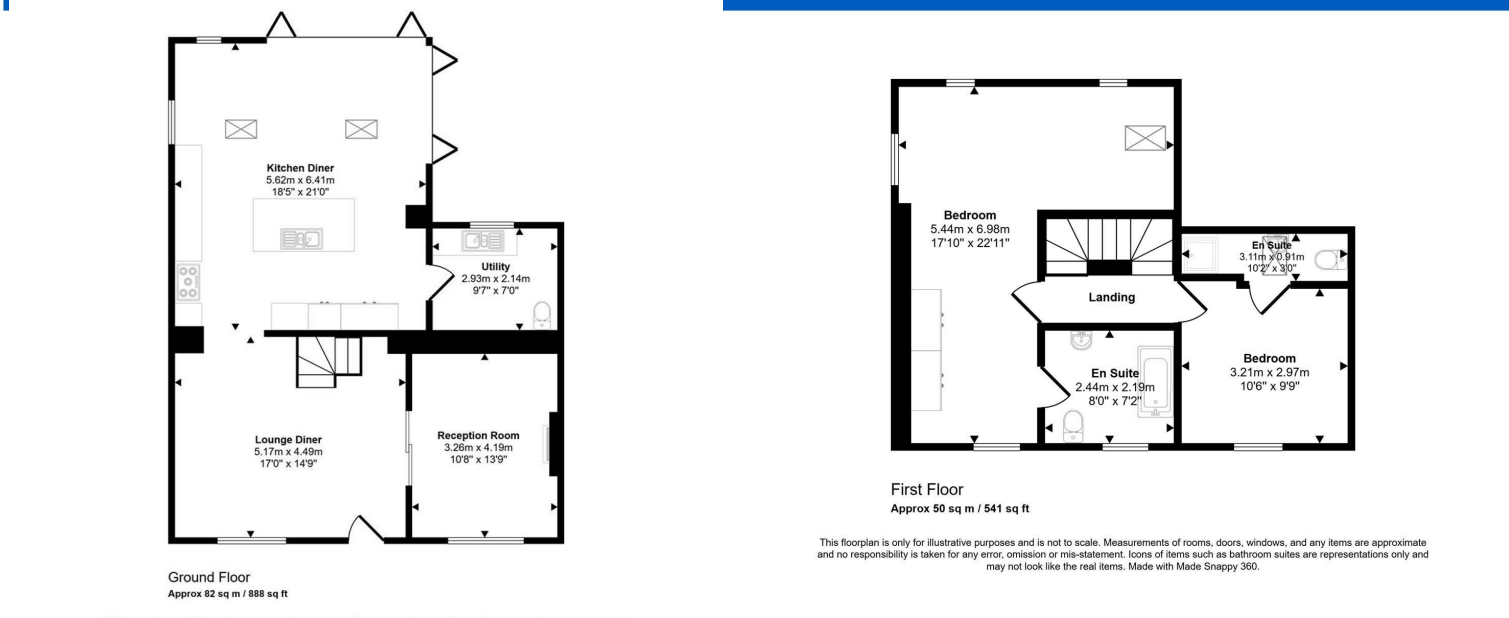 Kitchen Diner
5.62m x 6.41m
18'5" x 21'0"
Utility
2.93m x 2.14m
9'7" x 7'0"
Lounge Diner
5.17m x 4.49m
17'0" x 14'9"
Reception Room
3.26m x 4.19m
10'8" x 13'9"
Ground Floor
Approx 82 sq m / 888 sq ft
Bedroom
5.44m x 6.98m
17'10" x 22'11"
En Suite
3.11m x 0.91m
10'2" x 3'0"
Landing
En Suite
2.44m x 2.19m
8'0" x 7'2"
Bedroom
3.21m x 2.97m
10'6" x 9'9"
First Floor
Approx 50 sq m / 541 sq ft
This floorplan is only for illustrative purposes and is not to scale. Measurements of rooms, doors, windows, and any items are approximate
and no responsibility is taken for any error, omission or mis-statement. Icons of items such as bathroom suites are representations only and
may not look like the real items. Made with Made Snappy 360.